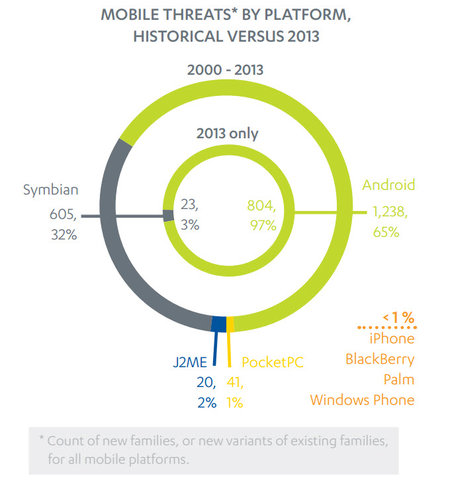 MOBILE THREATS* BY PLATFORM,
HISTORICAL VERSUS 2013
2000 - 2013
2013 only
Symbian
605,
32%
23,
3%
804,
97%
Android
1,238,
65%
<1 %
iPhone
BlackBerry
Palm
Windows Phone
J2ME
20,
2%
PocketPC
41,
1%
* Count of new families, or new variants of existing families,
for all mobile platforms.